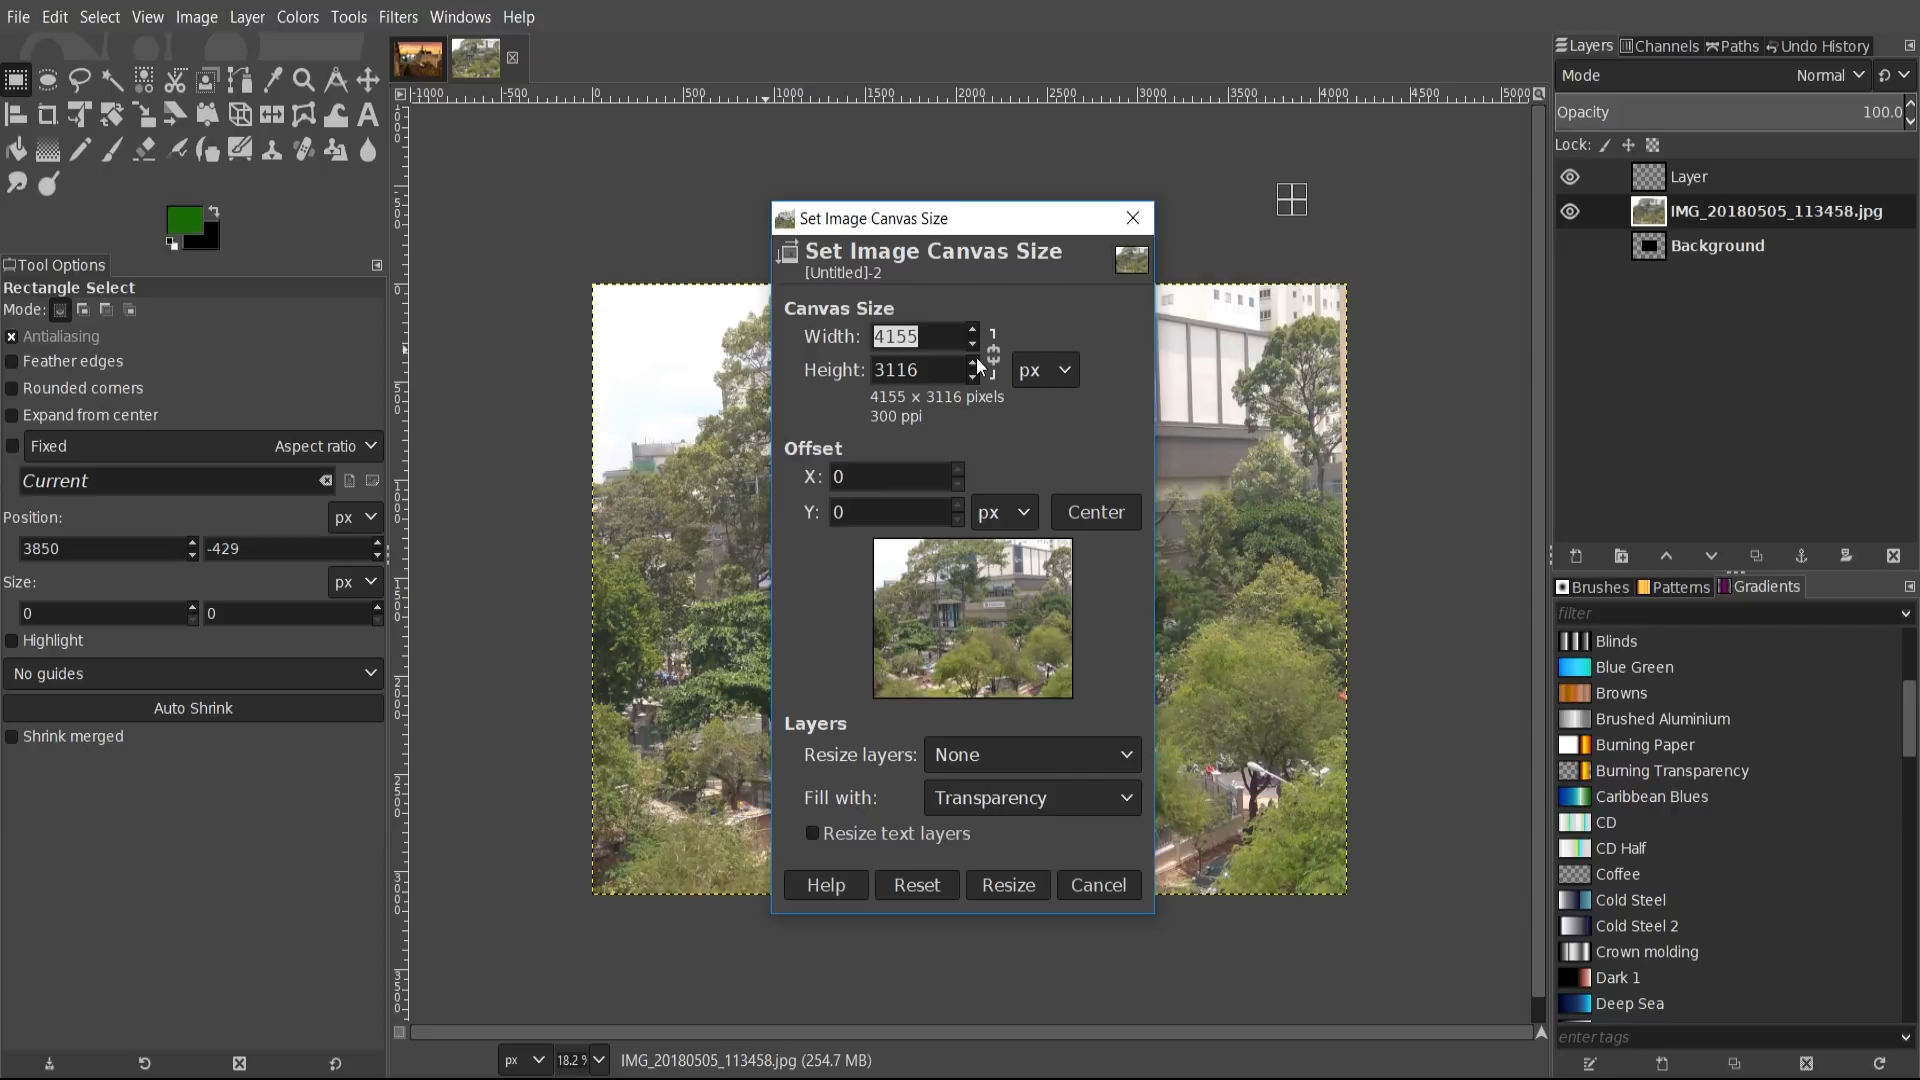 File Edit Select View Image Layer Colors Tools Filters Windows Help
Tool Options
Rectangle Select
Mode:
Antialiasing
Feather edges
Rounded corners
Expand from center
Fixed Aspect ratio
Current
Position: px
3850 -429
Size: px
0 0
Highlight
No guides
Auto Shrink
Shrink merged
-1000 -500 0 500 1000 1500 2000 2500 3000 3500 4000 4500 5000
Set Image Canvas Size
Set Image Canvas Size
[Untitled]-2
Canvas Size
Width: 4155
Height: 3116 px
4155 × 3116 pixels
300 ppi
Offset
X: 0
Y: 0 px Center
Layers
Resize layers: None
Fill with: Transparency
Resize text layers
Help Reset Resize Cancel
px 18.2 % IMG_20180505_113458.jpg (254.7 MB)
Layers Channels Paths Undo History
Mode Normal
Opacity 100.0
Lock:
Layer
IMG_20180505_113458.jpg
Background
Brushes Patterns Gradients
filter
Blinds
Blue Green
Browns
Brushed Aluminium
Burning Paper
Burning Transparency
Caribbean Blues
CD
CD Half
Coffee
Cold Steel
Cold Steel 2
Crown molding
Dark 1
Deep Sea
enter tags